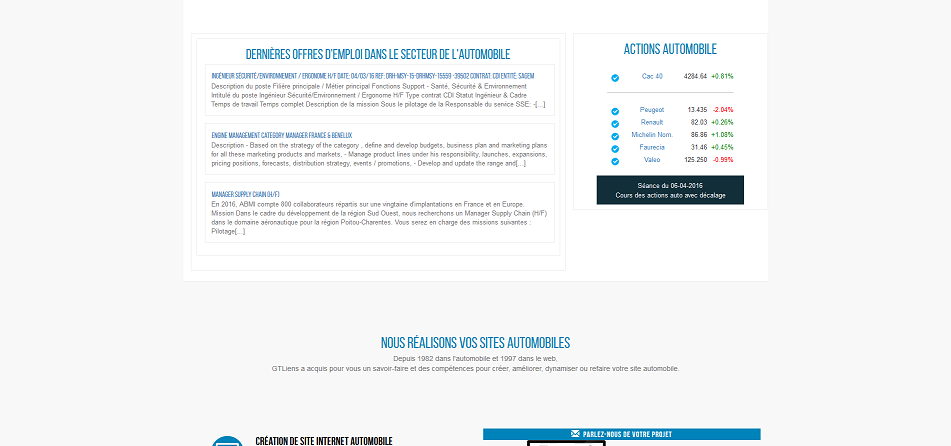 DERNIÈRES OFFRES D'EMPLOI DANS LE SECTEUR DE L'AUTOMOBILE
INGÉNIEUR SÉCURITÉ/ENVIRONNEMENT / ERGONOME H/F DATE: 04/03/16 REF: DRH-MSY-15-DRHMSY-15559 -39502 CONTRAT: CDI ENTITÉ: SAGEM
Description du poste Filière principale / Métier principal Fonctions Support - Santé, Sécurité & Environnement
Intitulé du poste Ingénieur Sécurité/Environnement / Ergonome H/F Type contrat CDI Statut Ingénieur & Cadre
Temps de travail Temps complet Description de la mission Sous le pilotage de la Responsable du service SSE: -[...]
ENGINE MANAGEMENT CATEGORY MANAGER FRANCE & BENELUX
Description - Based on the strategy of the category , define and develop budgets, business plan and marketing plans
for all these marketing products and markets, - Manage product lines under his responsibility, launches, expansions,
pricing positions, forecasts, distribution strategy, events / promotions, - Develop and update the range and[...]
MANAGER SUPPLY CHAIN (H/F)
En 2016, ABMI compte 800 collaborateurs répartis sur une vingtaine d'implantations en France et en Europe.
Mission Dans le cadre du développement de la région Sud Ouest, nous recherchons un Manager Supply Chain (H/F)
dans le domaine aéronautique pour la région Poitou-Charentes. Vous serez en charge des missions suivantes :
Pilotage[...]
ACTIONS AUTOMOBILE
Cac 40 4284.64 +0.81%
Peugeot 13.435 -2.04%
Renault 82.03 +0.26%
Michelin Nom. 86.86 +1.08%
Faurecia 31.46 +0.45%
Valeo 125.250 -0.99%
Séance du 06-04-2016
Cours des actions auto avec décalage
NOUS RÉALISONS VOS SITES AUTOMOBILES
Depuis 1982 dans l'automobile et 1997 dans le web,
GTLiens a acquis pour vous un savoir-faire et des compétences pour créer, améliorer, dynamiser ou refaire votre site automobile.
CRÉATION DE SITE INTERNET AUTOMOBILE
PARLEZ-NOUS DE VOTRE PROJET